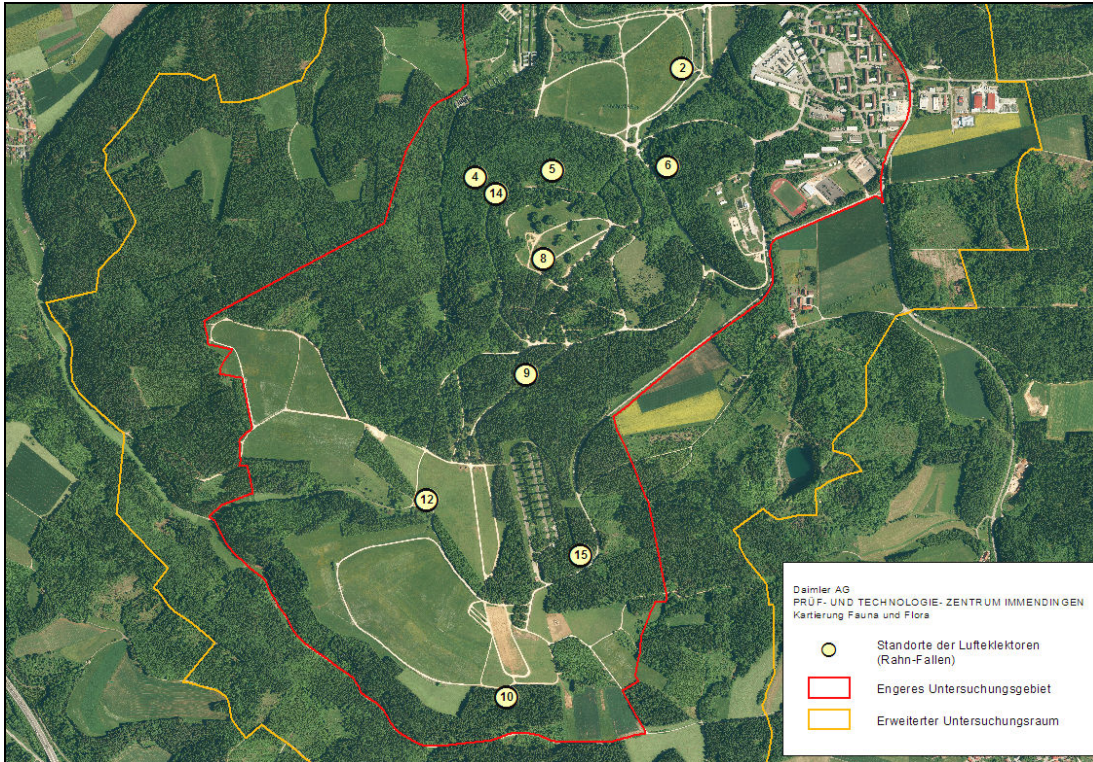 2
5
6
4
14
8
9
12
15
10
Daimler AG
PRÜF- UND TECHNOLOGIE- ZENTRUM IMMENDINGEN
Kartierung Fauna und Flora
Standorte der Lufteklektoren
(Rahn-Fallen)
Engeres Untersuchungsgebiet
Erweiterter Untersuchungsraum